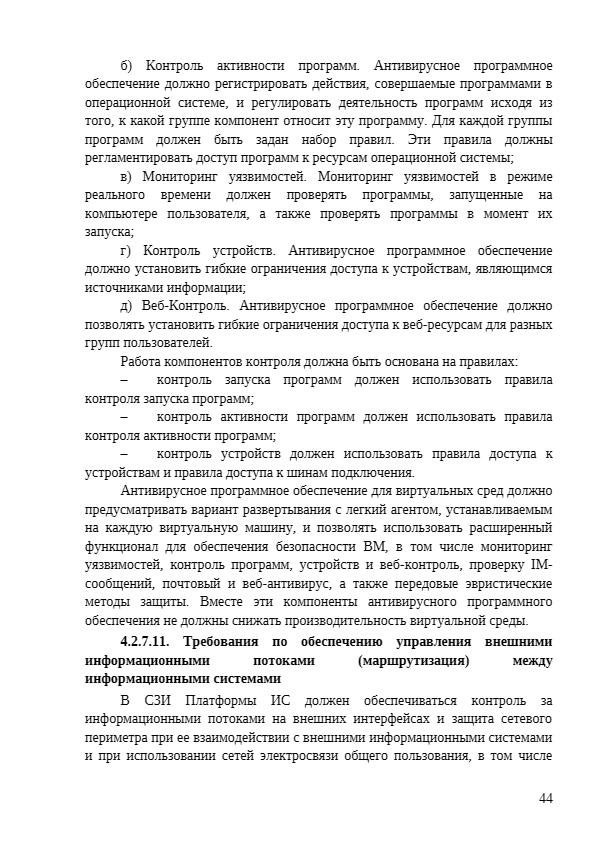 б) Контроль активности программ. Антивирусное программное
обеспечение должно регистрировать действия, совершаемые программами в
операционной системе, и регулировать деятельность программ исходя из
того, к какой группе компонент относит эту программу. Для каждой группы
программ должен быть задан набор правил. Эти правила должны
регламентировать доступ программ к ресурсам операционной системы;
в) Мониторинг уязвимостей. Мониторинг уязвимостей в режиме
реального времени должен проверять программы, запущенные на
компьютере пользователя, а также проверять программы в момент их
запуска;
г) Контроль устройств. Антивирусное программное обеспечение
должно установить гибкие ограничения доступа к устройствам, являющимся
источниками информации;
д) Веб-Контроль. Антивирусное программное обеспечение должно
позволять установить гибкие ограничения доступа к веб-ресурсам для разных
групп пользователей.
Работа компонентов контроля должна быть основана на правилах:
– контроль запуска программ должен использовать правила
контроля запуска программ;
– контроль активности программ должен использовать правила
контроля активности программ;
– контроль устройств должен использовать правила доступа к
устройствам и правила доступа к шинам подключения.
Антивирусное программное обеспечение для виртуальных сред должно
предусматривать вариант развертывания с легкий агентом, устанавливаемым
на каждую виртуальную машину, и позволять использовать расширенный
функционал для обеспечения безопасности ВМ, в том числе мониторинг
уязвимостей, контроль программ, устройств и веб-контроль, проверку IM-
сообщений, почтовый и веб-антивирус, а также передовые эвристические
методы защиты. Вместе эти компоненты антивирусного программного
обеспечения не должны снижать производительность виртуальной среды.
4.2.7.11. Требования по обеспечению управления внешними
информационными потоками (маршрутизация) между
информационными системами
В СЗИ Платформы ИС должен обеспечиваться контроль за
информационными потоками на внешних интерфейсах и защита сетевого
периметра при ее взаимодействии с внешними информационными системами
и при использовании сетей электросвязи общего пользования, в том числе
44